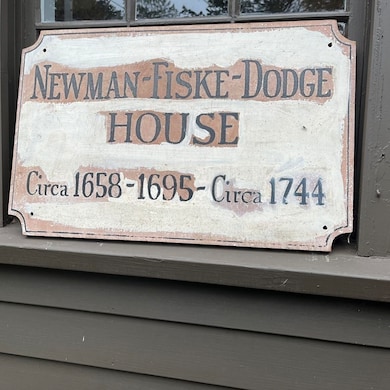 Newman-Fiske-Dodge
House
Circa 1658-1695-Circa 1744